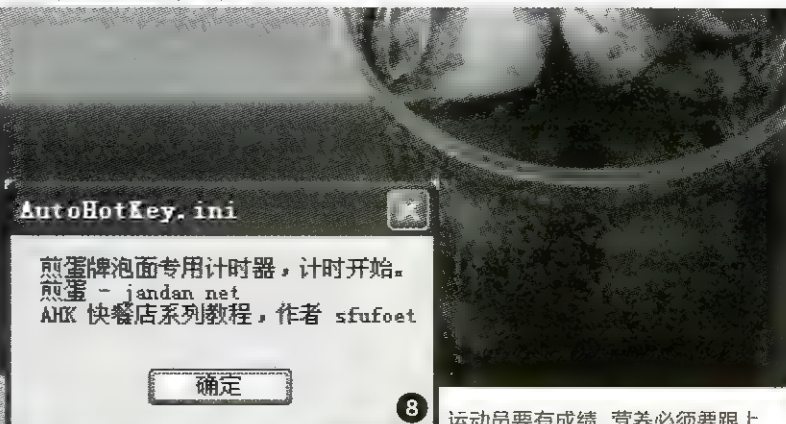 AutoHotKey.ini
煎蛋牌泡面专用计时器，计时开始。
煎蛋 - jandan net
AHK 快餐店系列教程，作者 sfufoet
确定
8
运动员要有成绩 营养必须要跟上